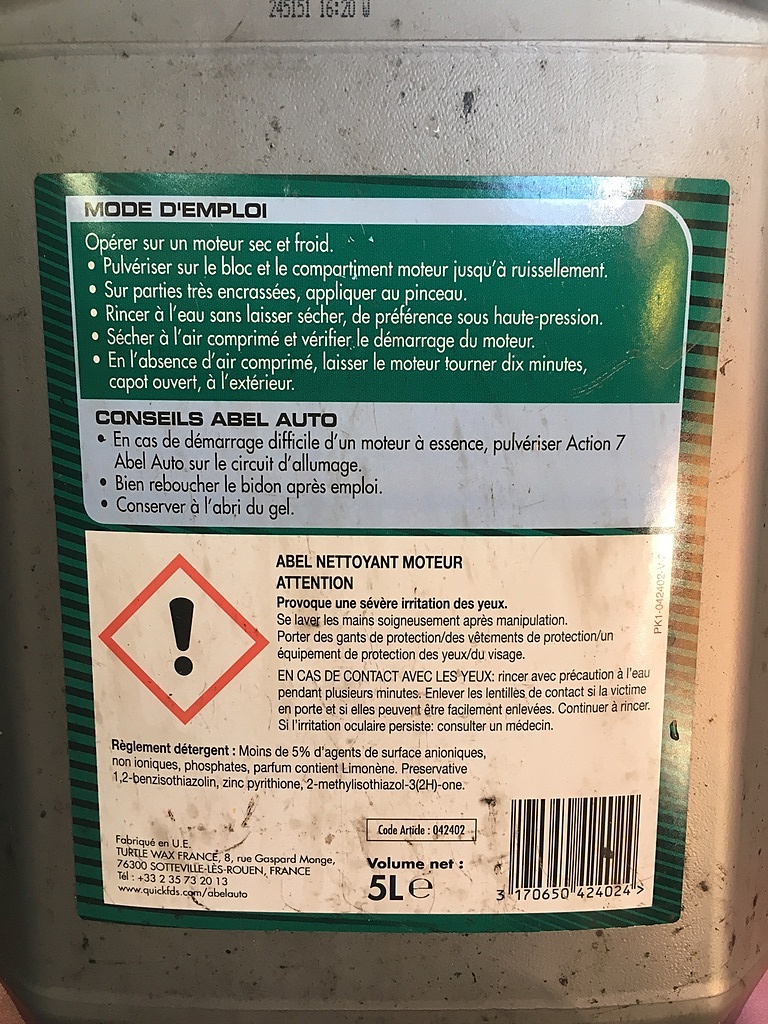 245151 16:20 W
MODE D'EMPLOI
Opérer sur un moteur sec et froid.
• Pulvériser sur le bloc et le compartiment moteur jusqu'à ruissellement.
• Sur parties très encrassées, appliquer au pinceau.
• Rincer à l'eau sans laisser sécher, de préférence sous haute-pression.
• Sécher à l'air comprimé et vérifier le démarrage du moteur.
• En l'absence d'air comprimé, laisser le moteur tourner dix minutes,
capot ouvert, à l'extérieur.
CONSEILS ABEL AUTO
• En cas de démarrage difficile d'un moteur à essence, pulvériser Action 7
Abel Auto sur le circuit d'allumage.
• Bien reboucher le bidon après emploi.
• Conserver à l'abri du gel.
ABEL NETTOYANT MOTEUR
ATTENTION
Provoque une sévère irritation des yeux.
Se laver les mains soigneusement après manipulation.
Porter des gants de protection/des vêtements de protection/un
équipement de protection des yeux/du visage.
EN CAS DE CONTACT AVEC LES YEUX: rincer avec précaution à l'eau
pendant plusieurs minutes. Enlever les lentilles de contact si la victime
en porte et si elles peuvent être facilement enlevées. Continuer à rincer.
Si l'irritation oculaire persiste: consulter un médecin.
Règlement détergent : Moins de 5% d'agents de surface anioniques,
non ioniques, phosphates, parfum contient Limonène. Preservative
1,2-benzisothiazolin, zinc pyrithione, 2-methylisothiazol-3(2H)-one.
PK1-042402-V
Code Article : 042402
Fabriqué en U.E.
TURTLE WAX FRANCE, 8, rue Gaspard Monge,
76300 SOTTEVILLE-LÈS-ROUEN, FRANCE
Tél : +33 2 35 73 20 13
www.quickfds.com/abelauto
Volume net :
5L ℮
3 170650 424024 >